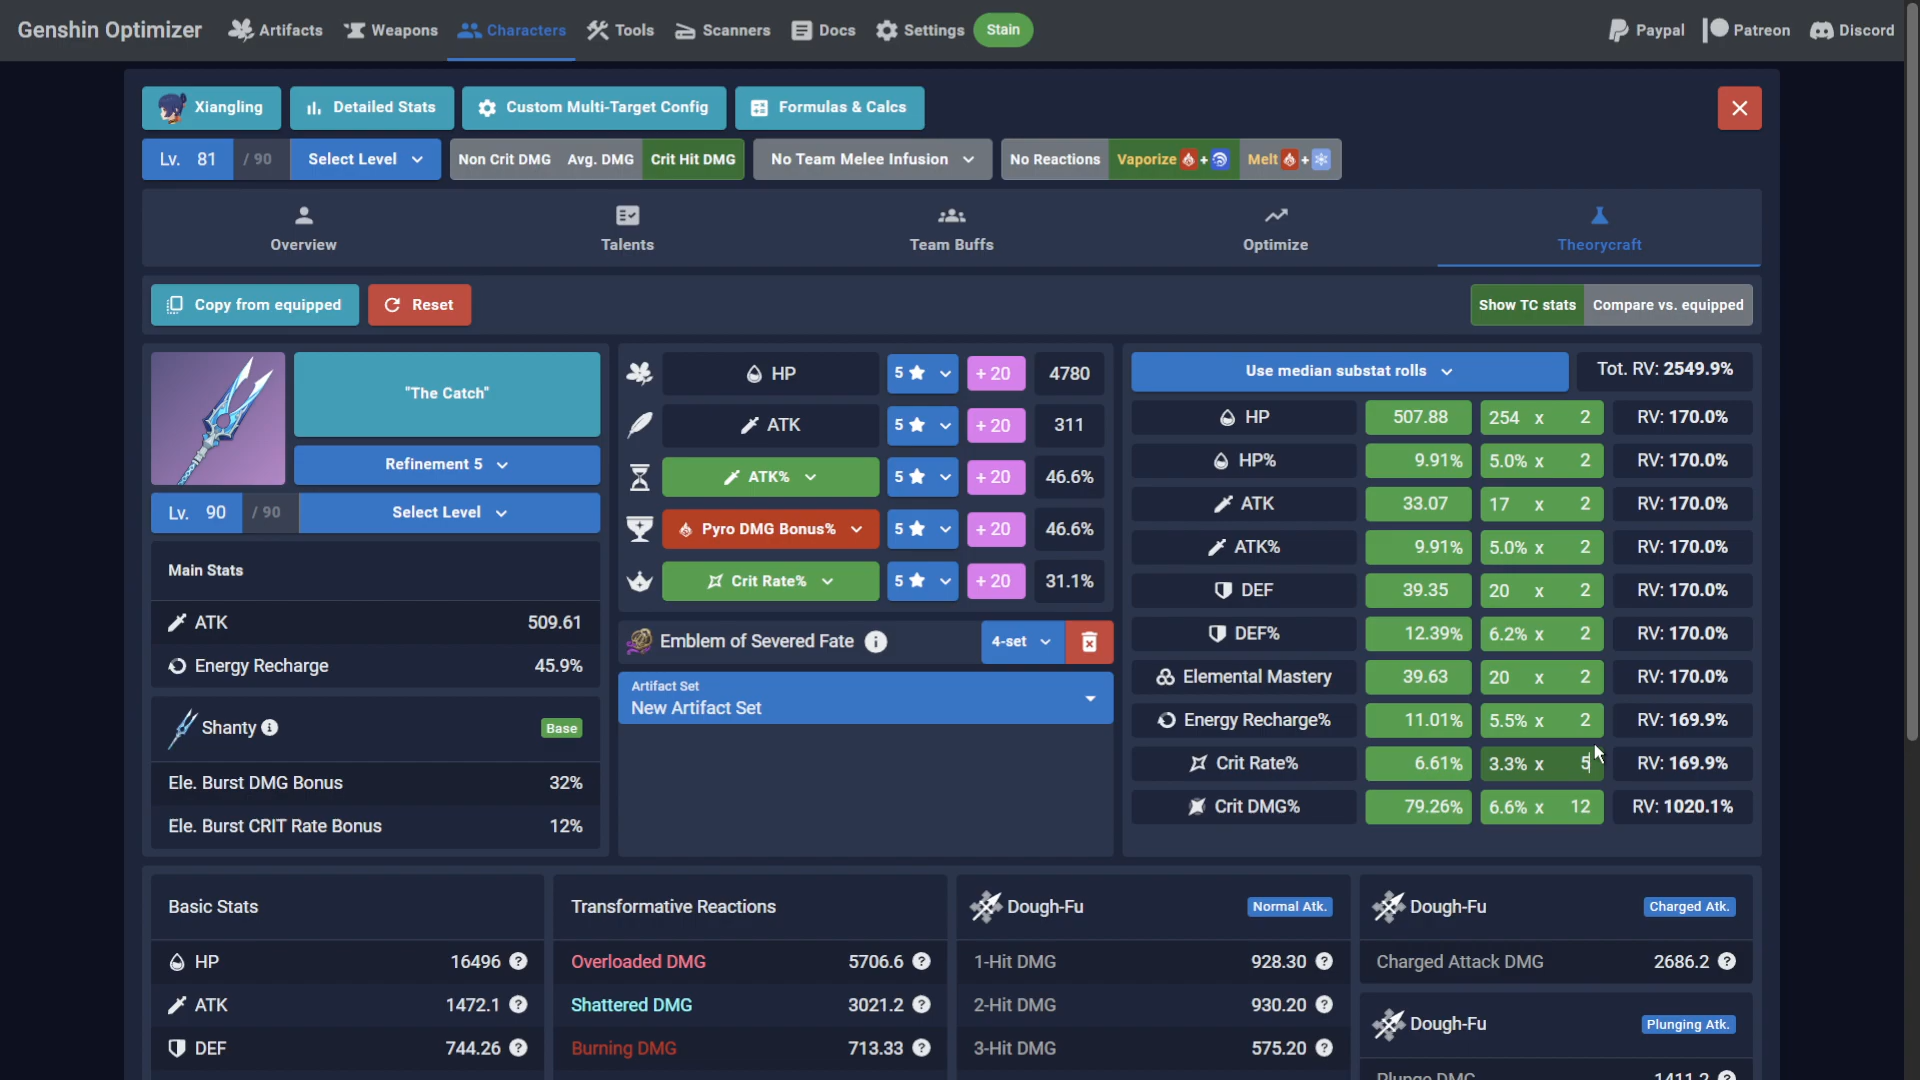 Genshin Optimizer
Artifacts
Weapons
Characters
Tools
Scanners
Docs
Settings
Stain
Paypal
Patreon
Discord
Xiangling
Detailed Stats
Custom Multi-Target Config
Formulas & Calcs
Lv. 81 / 90
Select Level
Non Crit DMG
Avg. DMG
Crit Hit DMG
No Team Melee Infusion
No Reactions
Vaporize +
Melt +
Overview
Talents
Team Buffs
Optimize
Theorycraft
Copy from equipped
Reset
Show TC stats
Compare vs. equipped
"The Catch"
Refinement 5
Lv. 90 / 90
Select Level
Main Stats
ATK 509.61
Energy Recharge 45.9%
Shanty Base
Ele. Burst DMG Bonus 32%
Ele. Burst CRIT Rate Bonus 12%
HP 5 + 20 4780
ATK 5 + 20 311
ATK% 5 + 20 46.6%
Pyro DMG Bonus% 5 + 20 46.6%
Crit Rate% 5 + 20 31.1%
Emblem of Severed Fate 4-set
Artifact Set
New Artifact Set
Use median substat rolls
Tot. RV: 2549.9%
HP 507.88 254 x 2 RV: 170.0%
HP% 9.91% 5.0% x 2 RV: 170.0%
ATK 33.07 17 x 2 RV: 170.0%
ATK% 9.91% 5.0% x 2 RV: 170.0%
DEF 39.35 20 x 2 RV: 170.0%
DEF% 12.39% 6.2% x 2 RV: 170.0%
Elemental Mastery 39.63 20 x 2 RV: 170.0%
Energy Recharge% 11.01% 5.5% x 2 RV: 169.9%
Crit Rate% 6.61% 3.3% x 5 RV: 169.9%
Crit DMG% 79.26% 6.6% x 12 RV: 1020.1%
Basic Stats
HP 16496
ATK 1472.1
DEF 744.26
Transformative Reactions
Overloaded DMG 5706.6
Shattered DMG 3021.2
Burning DMG 713.33
Dough-Fu Normal Atk.
1-Hit DMG 928.30
2-Hit DMG 930.20
3-Hit DMG 575.20
Dough-Fu Charged Atk.
Charged Attack DMG 2686.2
Dough-Fu Plunging Atk.
Plunge DMG 1411.2